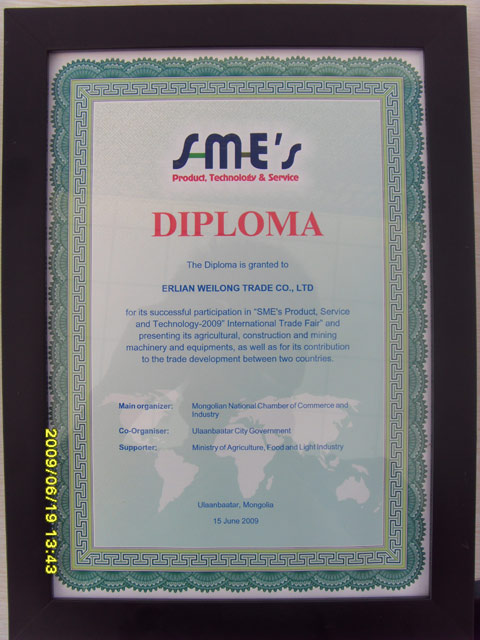 SME's
Product, Technology & Service
DIPLOMA
The Diploma is granted to
ERLIAN WEILONG TRADE CO., LTD
for its successful participation in "SME's Product, Service
and Technology-2009" International Trade Fair" and
presenting its agricultural, construction and mining
machinery and equipments, as well as for its contribution
to the trade development between two countries.
Main organizer: Mongolian National Chamber of Commerce and
Industry
Co-Organiser: Ulaanbaatar City Government
Supporter: Ministry of Agriculture, Food and Light Industry
Ulaanbaatar, Mongolia
15 June 2009
2009/06/19 13:43